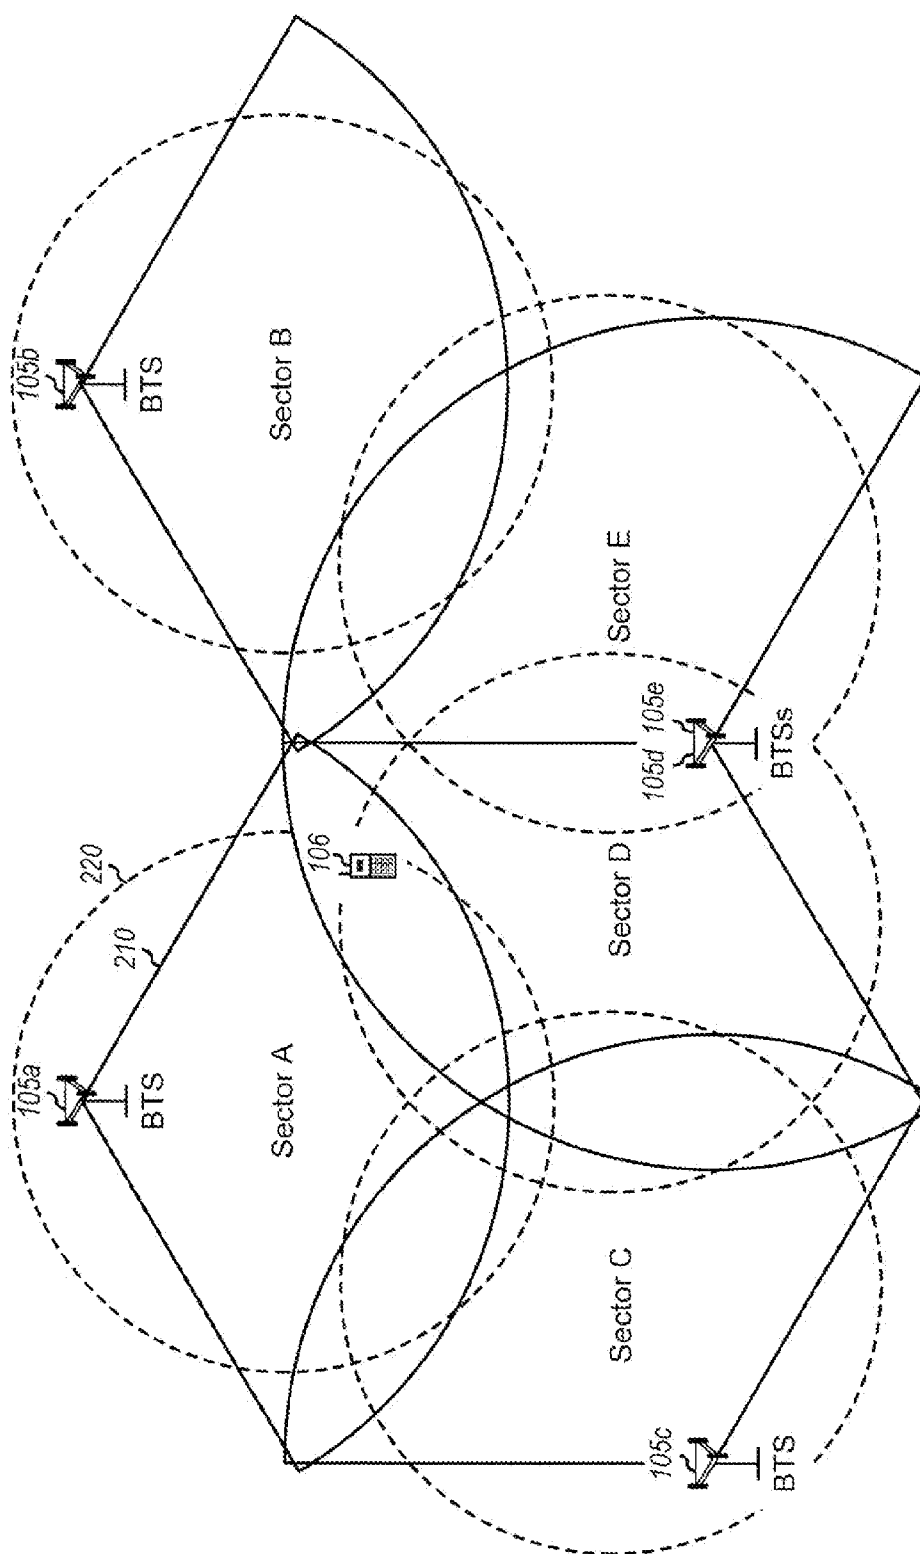 105a
105b
220
210
BTS
BTS
Sector A
Sector B
106
Sector C
Sector D
Sector E
105c
105d
105e
BTS
BTSs